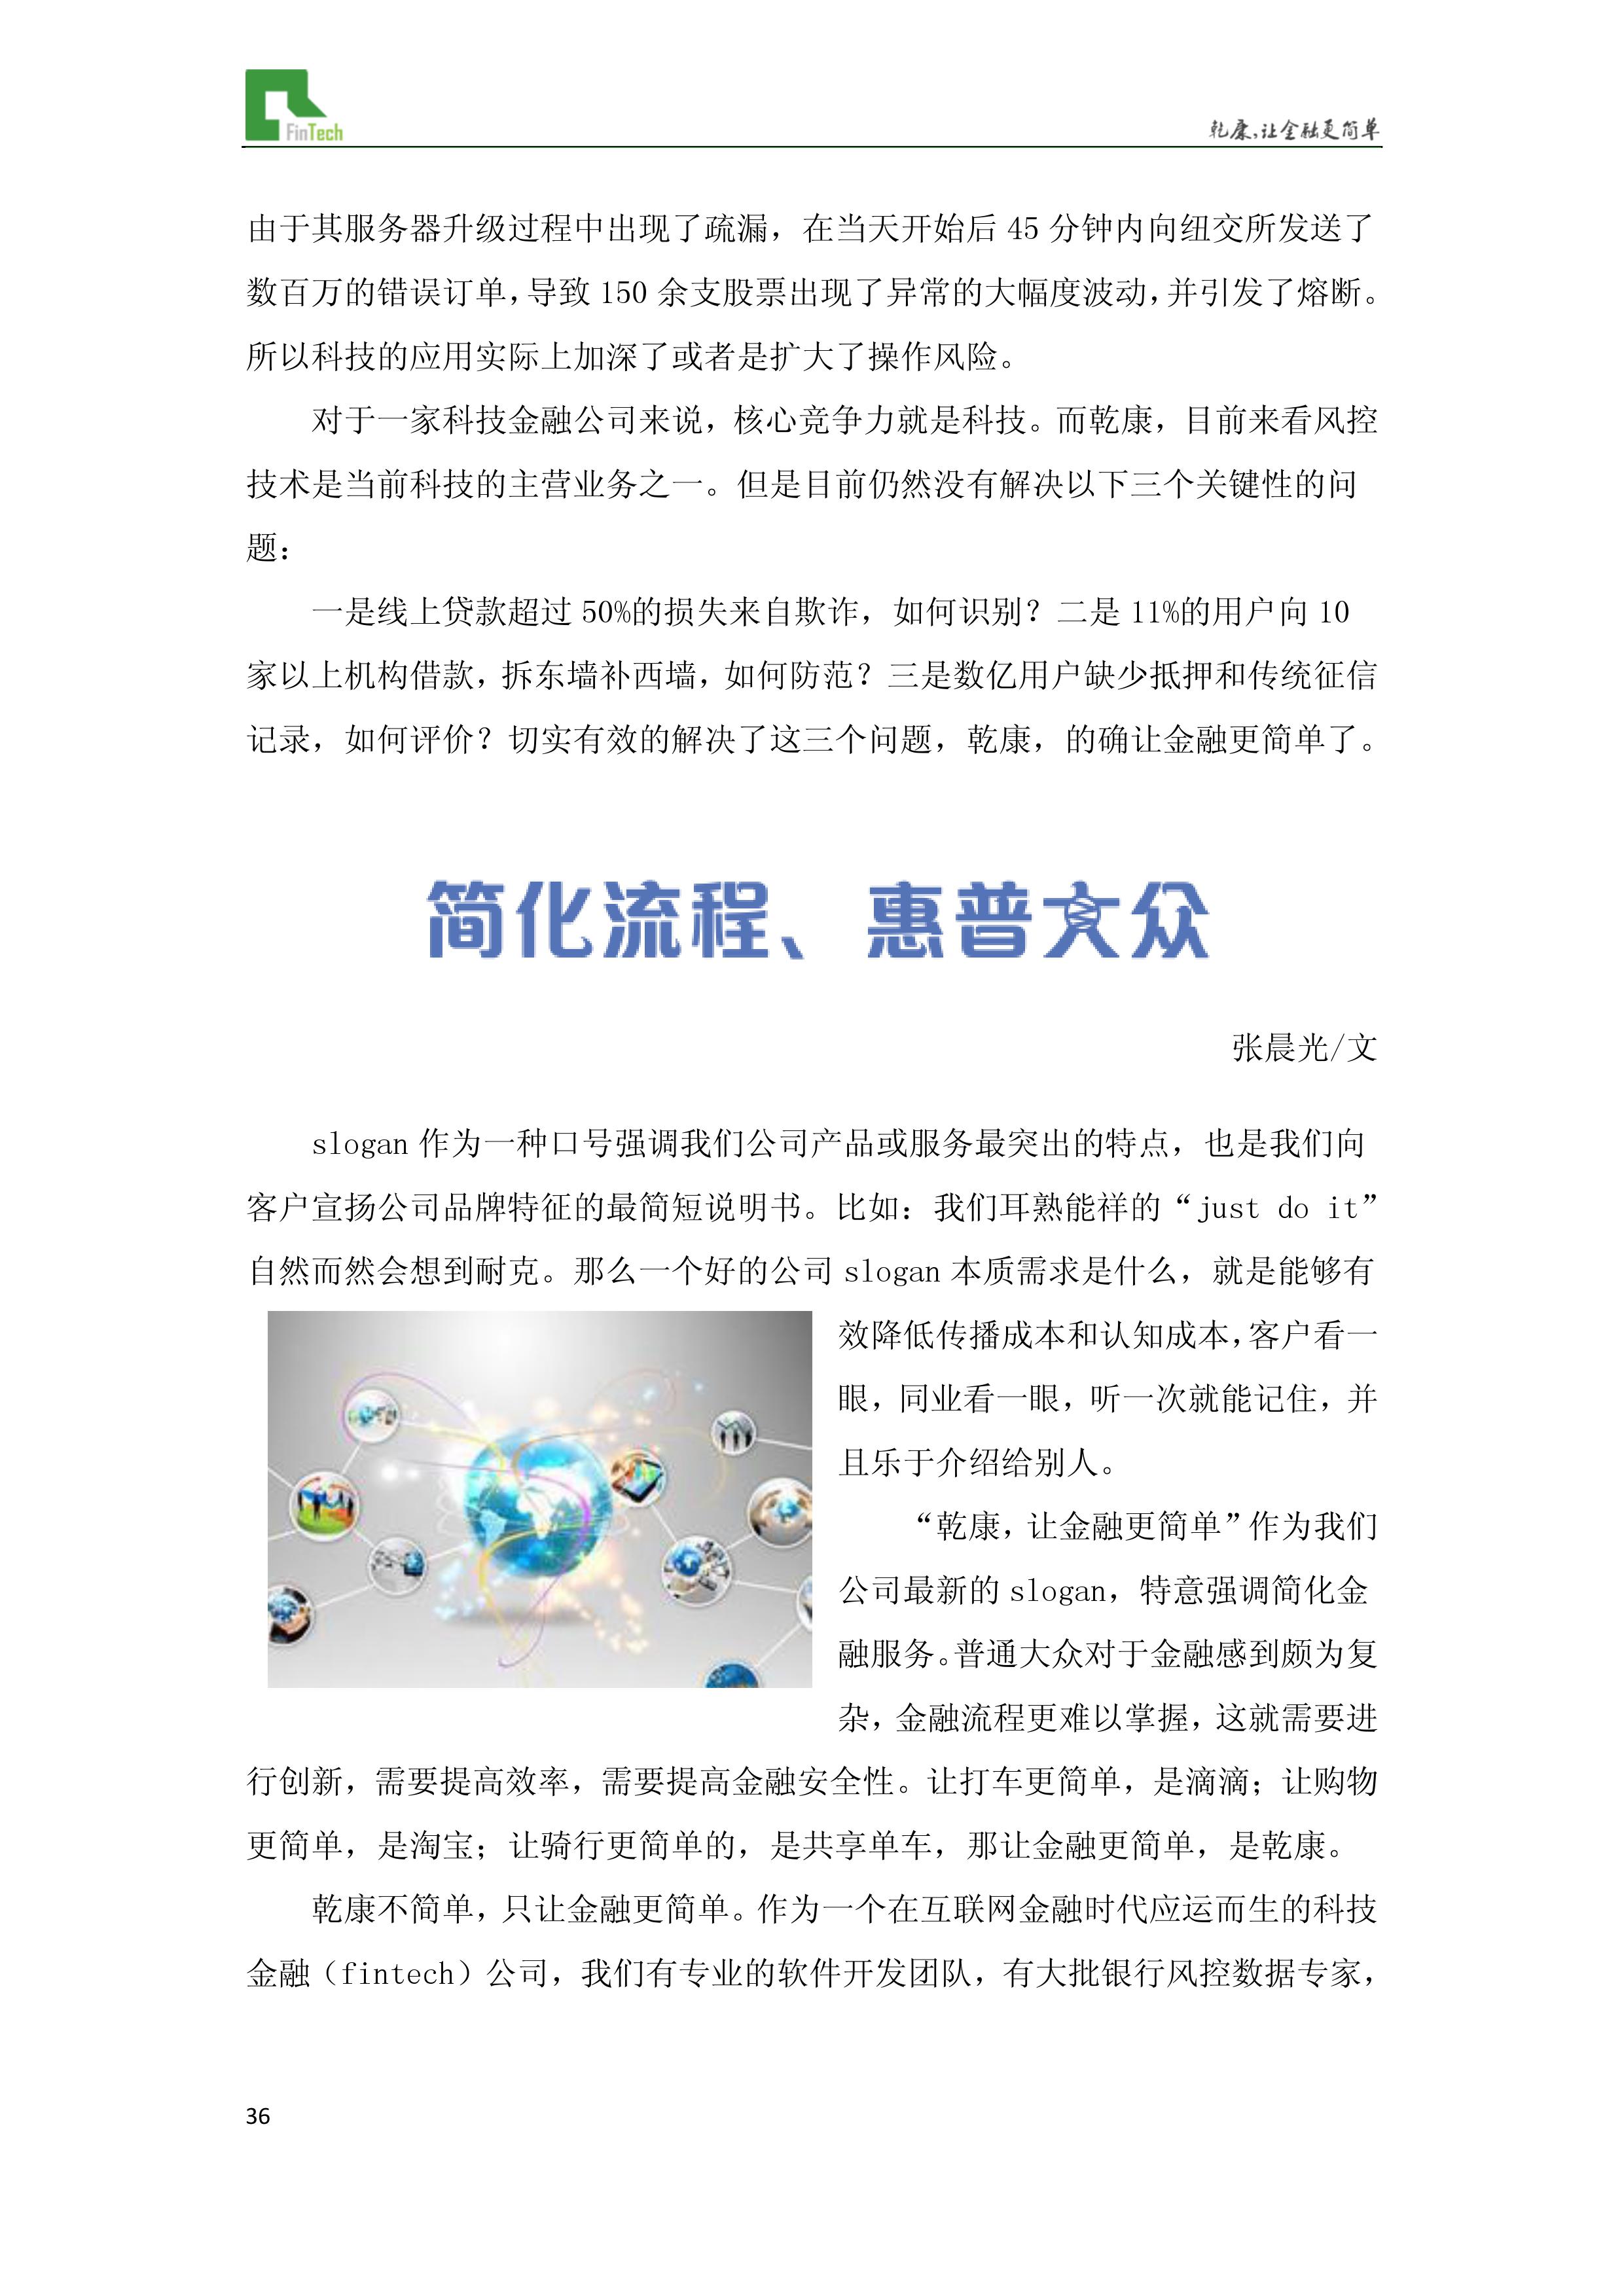 FinTech
乾康,让金融更简单
由于其服务器升级过程中出现了疏漏，在当天开始后 45 分钟内向纽交所发送了
数百万的错误订单，导致 150 余支股票出现了异常的大幅度波动，并引发了熔断。
所以科技的应用实际上加深了或者是扩大了操作风险。
对于一家科技金融公司来说，核心竞争力就是科技。而乾康，目前来看风控
技术是当前科技的主营业务之一。但是目前仍然没有解决以下三个关键性的问
题：
一是线上贷款超过 50%的损失来自欺诈，如何识别？二是 11%的用户向 10
家以上机构借款，拆东墙补西墙，如何防范？三是数亿用户缺少抵押和传统征信
记录，如何评价？切实有效的解决了这三个问题，乾康，的确让金融更简单了。
简化流程、惠普大众
张晨光/文
slogan 作为一种口号强调我们公司产品或服务最突出的特点，也是我们向
客户宣扬公司品牌特征的最简短说明书。比如：我们耳熟能祥的“just do it”
自然而然会想到耐克。那么一个好的公司 slogan 本质需求是什么，就是能够有
效降低传播成本和认知成本，客户看一
眼，同业看一眼，听一次就能记住，并
且乐于介绍给别人。
“乾康，让金融更简单”作为我们
公司最新的 slogan，特意强调简化金
融服务。普通大众对于金融感到颇为复
杂，金融流程更难以掌握，这就需要进
行创新，需要提高效率，需要提高金融安全性。让打车更简单，是滴滴；让购物
更简单，是淘宝；让骑行更简单的，是共享单车，那让金融更简单，是乾康。
乾康不简单，只让金融更简单。作为一个在互联网金融时代应运而生的科技
金融（fintech）公司，我们有专业的软件开发团队，有大批银行风控数据专家，
36